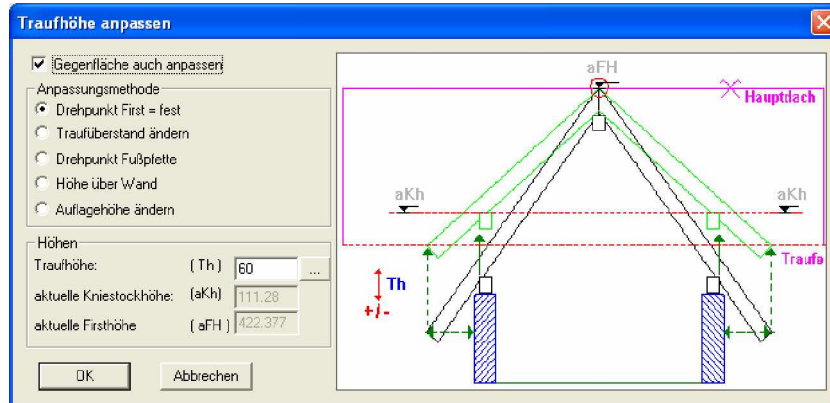 Traufhöhe anpassen
Gegenfläche auch anpassen
Anpassungsmethode
Drehpunkt First = fest
Traufüberstand ändern
Drehpunkt Fußpfette
Höhe über Wand
Auflagehöhe ändern
Höhen
Traufhöhe: ( Th ) 60 ...
aktuelle Kniestockhöhe: (aKh) 111.28
aktuelle Firsthöhe ( aFH ) 422.377
OK Abbrechen
aFH
Hauptdach
aKh aKh
Traufe
Th
+/-